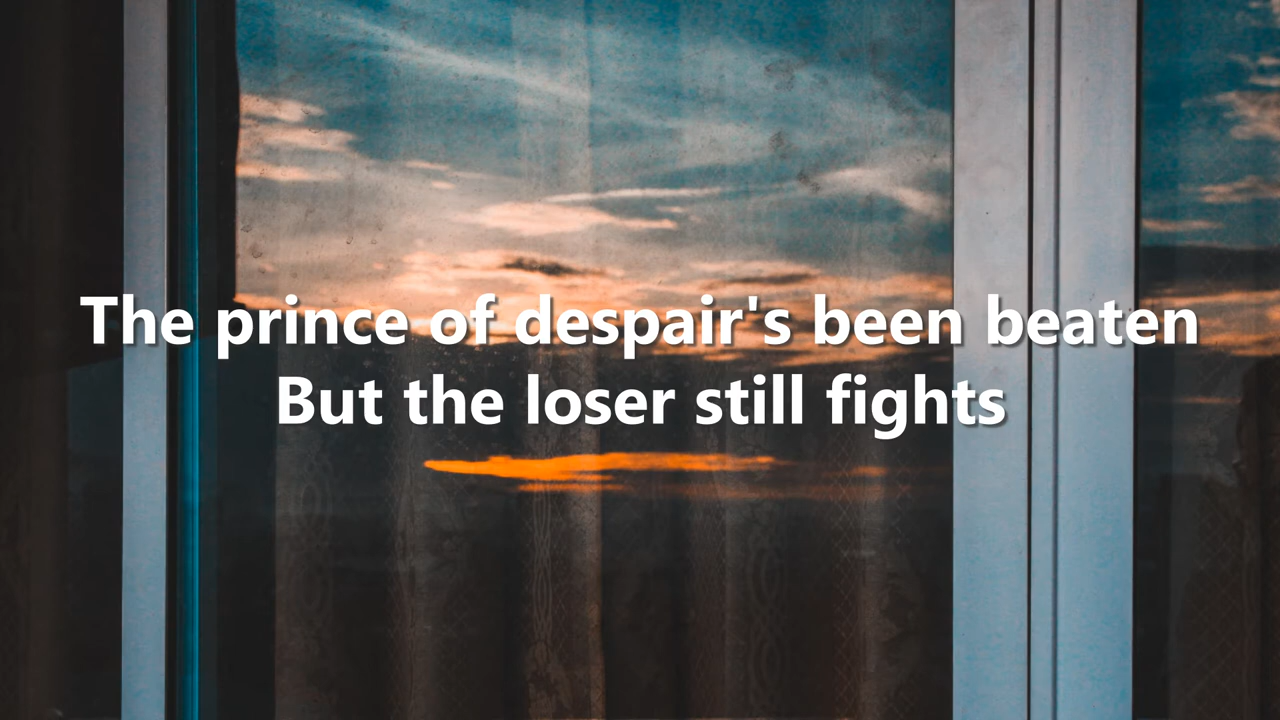 The prince of despair's been beaten
But the loser still fights